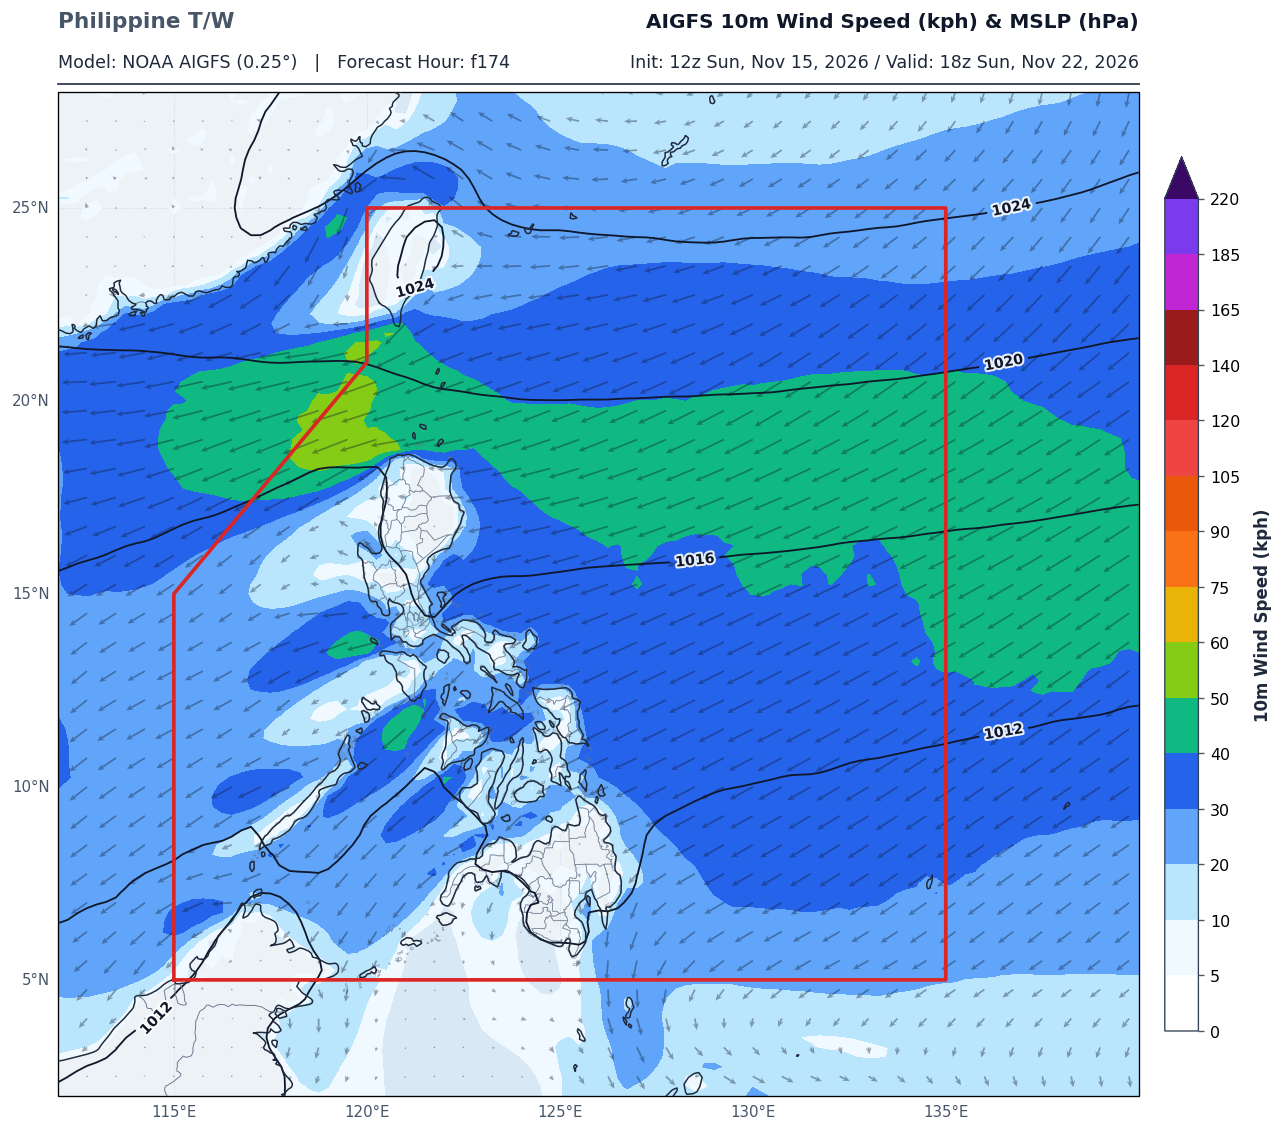 Philippine T/W
AIGFS 10m Wind Speed (kph) & MSLP (hPa)
Model: NOAA AIGFS (0.25°) | Forecast Hour: f174
Init: 12z Sun, Nov 15, 2026 / Valid: 18z Sun, Nov 22, 2026
25°N
20°N
15°N
10°N
5°N
115°E
120°E
125°E
130°E
135°E
1024
1024
1020
1016
1012
1012
220
185
165
140
120
105
90
75
60
50
40
30
20
10
5
0
10m Wind Speed (kph)